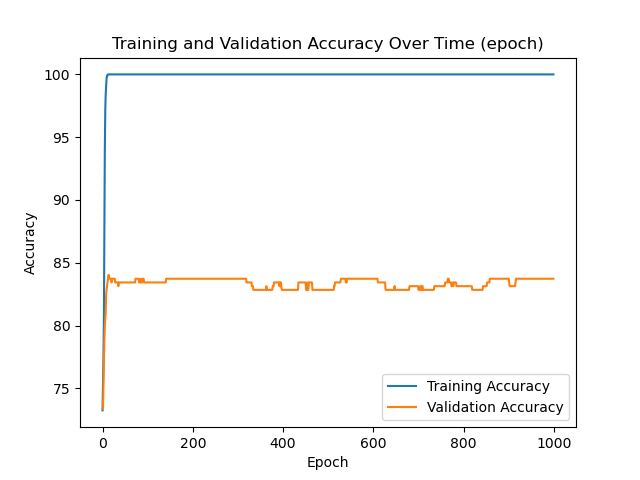 Training and Validation Accuracy Over Time (epoch)
Accuracy
100
95
90
85
80
75
Training Accuracy
Validation Accuracy
0
200
400
600
800
1000
Epoch